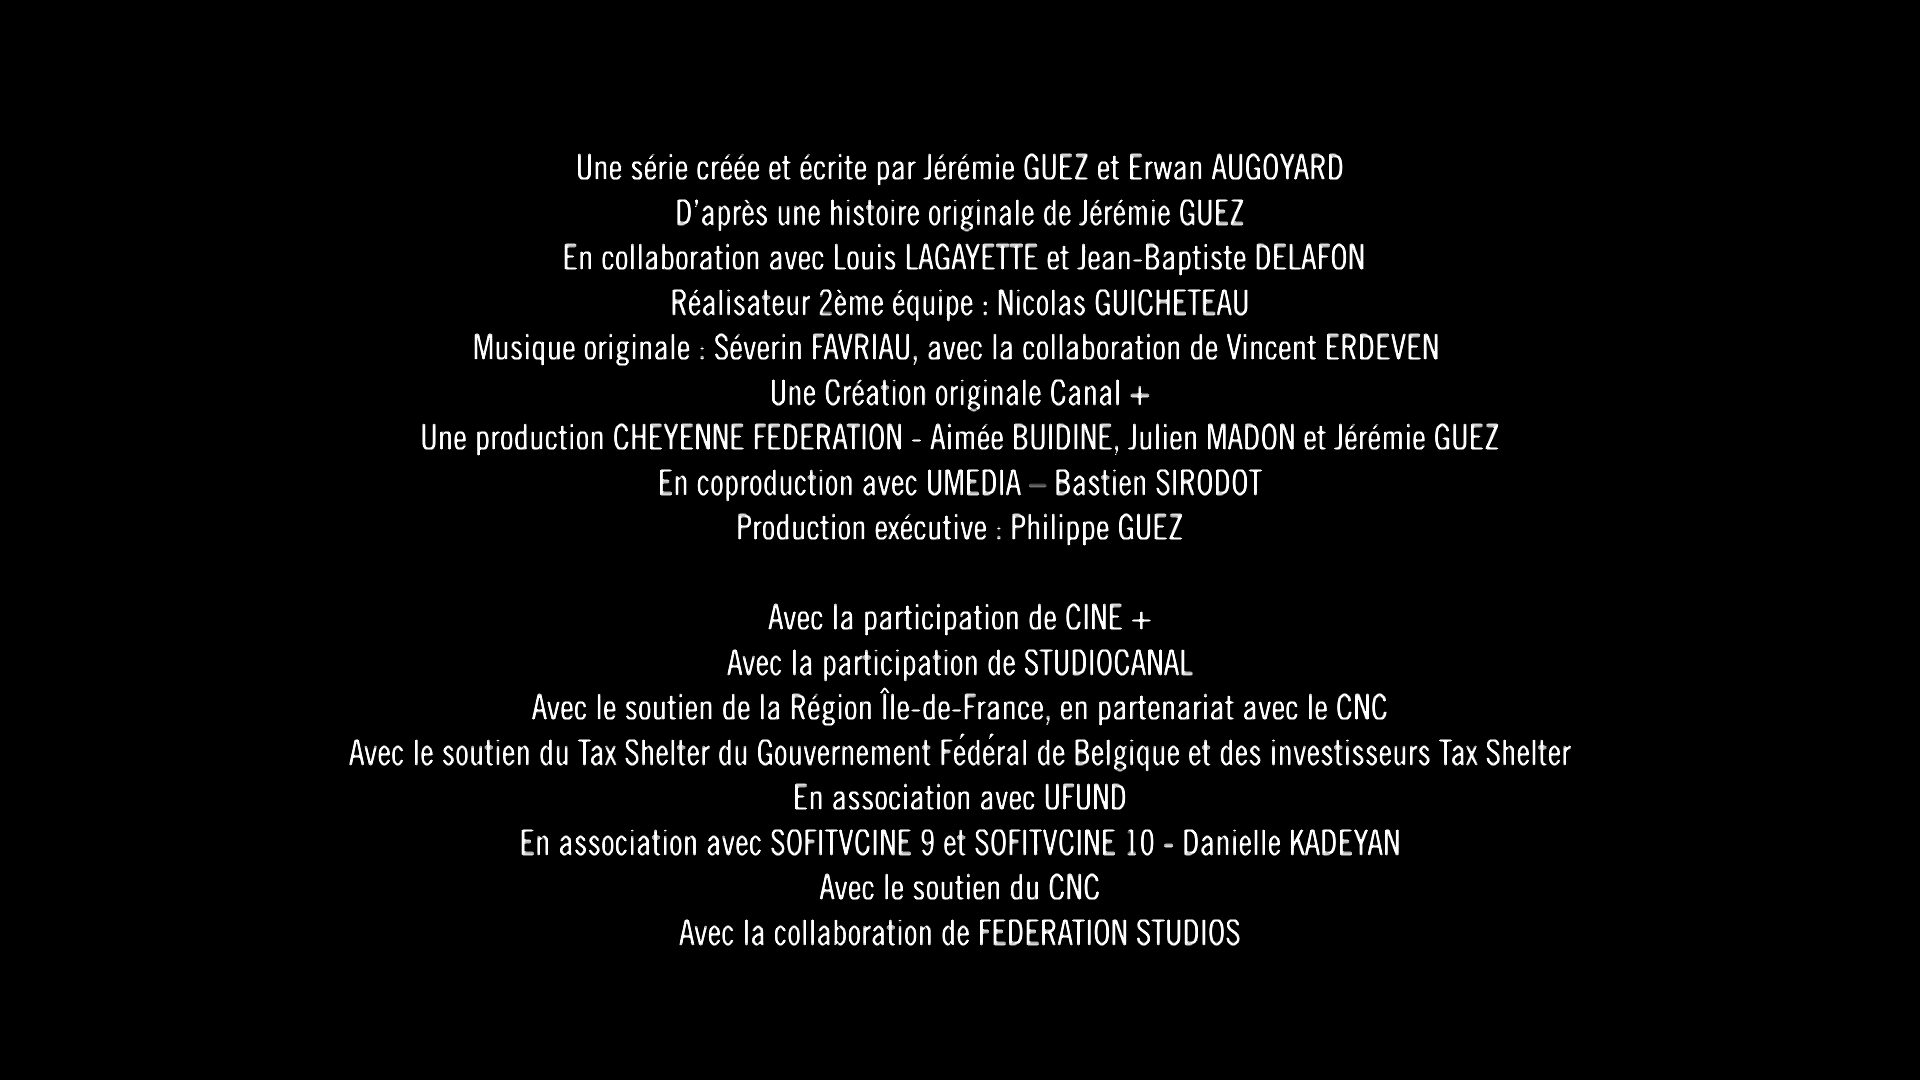 Une série créée et écrite par Jérémie GUEZ et Erwan AUGOYARD
D'après une histoire originale de Jérémie GUEZ
En collaboration avec Louis LAGAYETTE et Jean-Baptiste DELAFON
Réalisateur 2ème équipe : Nicolas GUICHETEAU
Musique originale : Séverin FAVRIAU, avec la collaboration de Vincent ERDEVEN
Une Création originale Canal +
Une production CHEYENNE FEDERATION - Aimée BUIDINE, Julien MADON et Jérémie GUEZ
En coproduction avec UMEDIA – Bastien SIRODOT
Production exécutive : Philippe GUEZ
Avec la participation de CINE +
Avec la participation de STUDIOCANAL
Avec le soutien de la Région Île-de-France, en partenariat avec le CNC
Avec le soutien du Tax Shelter du Gouvernement Fédéral de Belgique et des investisseurs Tax Shelter
En association avec UFUND
En association avec SOFITVCINE 9 et SOFITVCINE 10 - Danielle KADEYAN
Avec le soutien du CNC
Avec la collaboration de FEDERATION STUDIOS